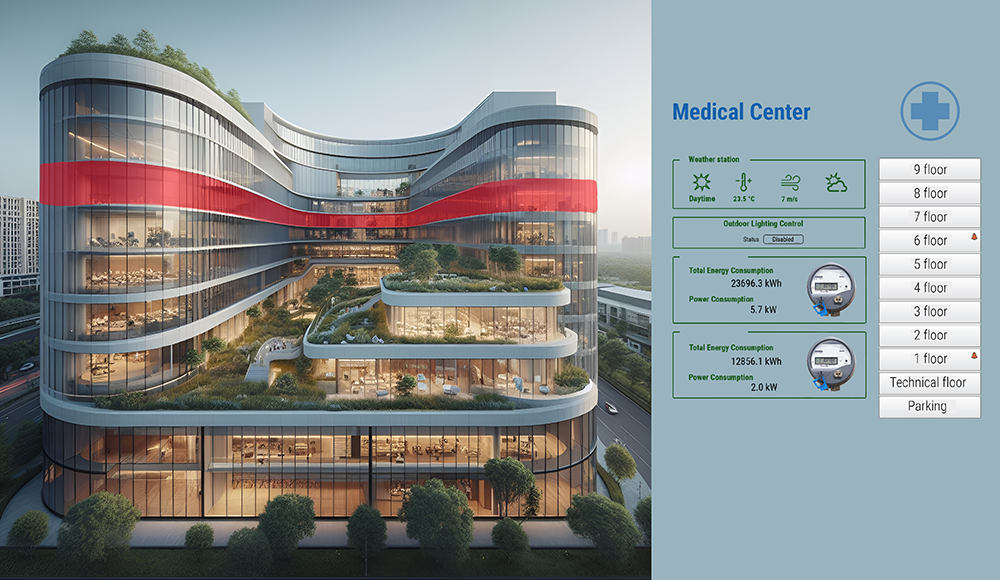 Medical Center
Weather station
Daytime
23.5 °C
7 m/s
Outdoor Lighting Control
Status Disabled
Total Energy Consumption
23696.3 kWh
Power Consumption
5.7 kW
Total Energy Consumption
12856.1 kWh
Power Consumption
2.0 kW
9 floor
8 floor
7 floor
6 floor
5 floor
4 floor
3 floor
2 floor
1 floor
Technical floor
Parking